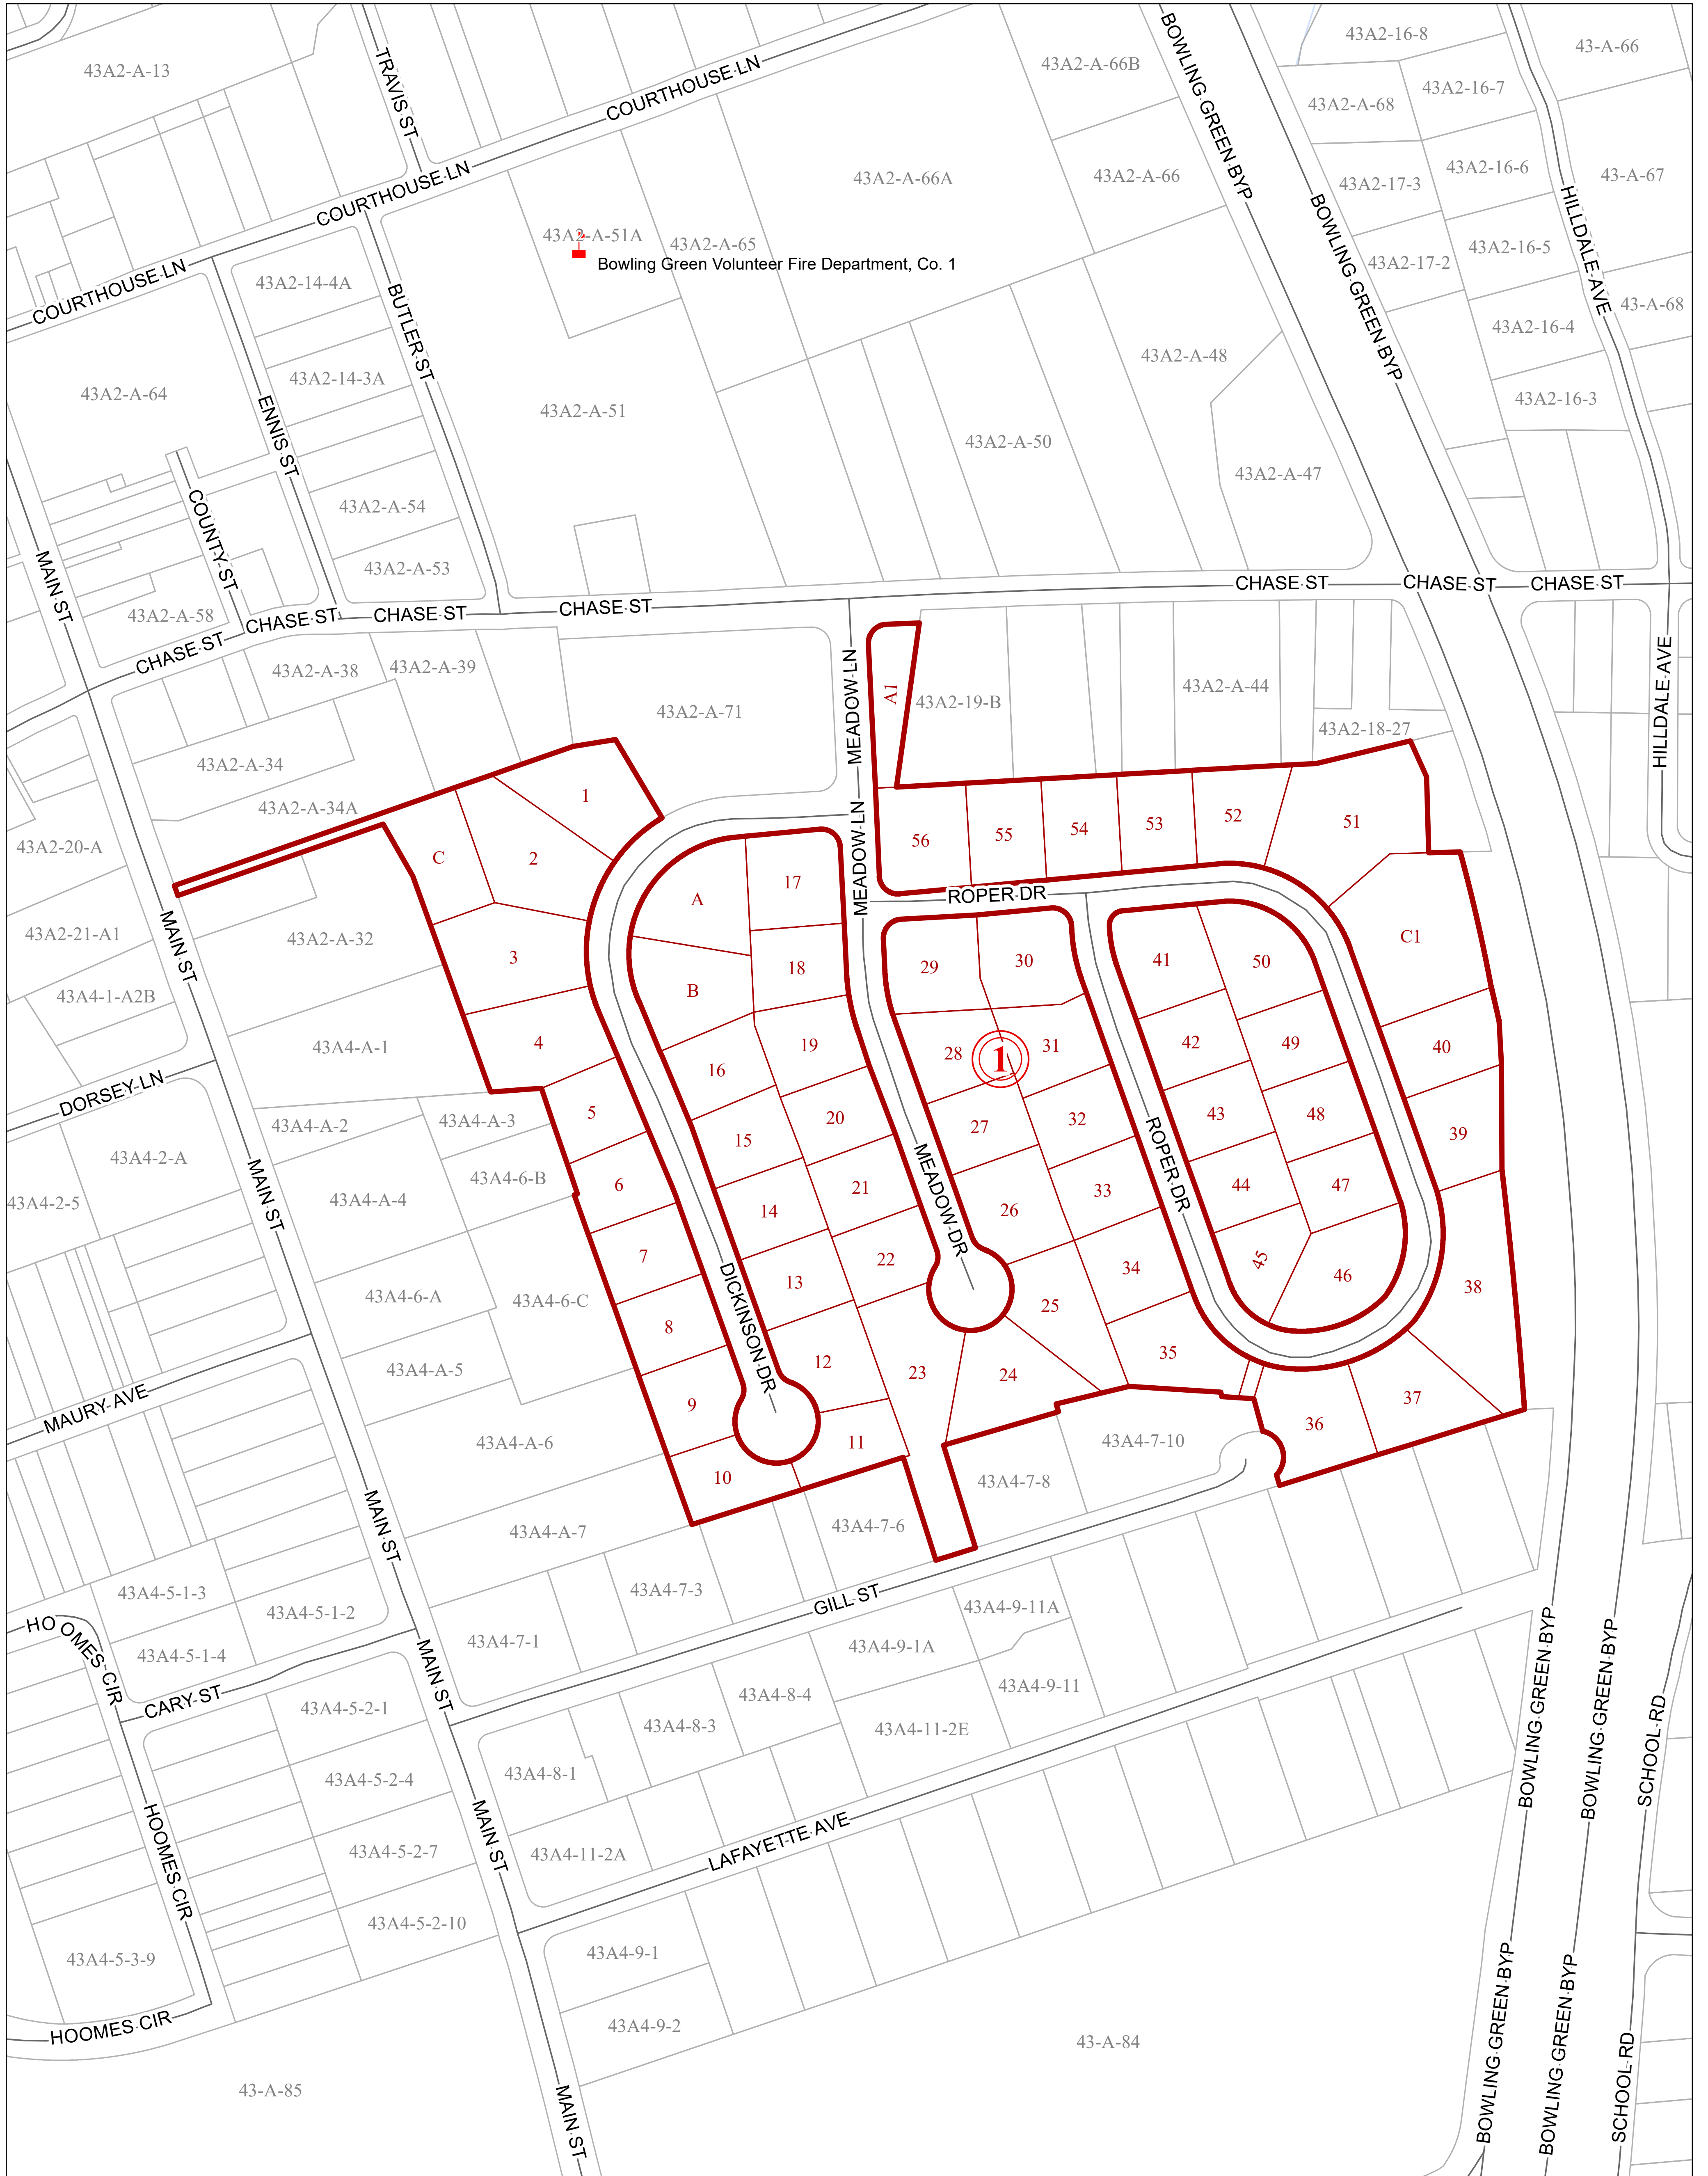 43A2-A-13
TRAVIS ST
COURTHOUSE LN
43A2-A-66B
BOWLING GREEN BYP
43A2-16-8
43-A-66
43A2-A-68
43A2-16-7
COURTHOUSE LN
43A2-A-66A
43A2-A-66
43A2-17-3
43A2-16-6
43-A-67
COURTHOUSE LN
43A2-A-51A
43A2-A-65
Bowling Green Volunteer Fire Department, Co. 1
BOWLING GREEN BYP
43A2-17-2
43A2-16-5
HILLDALE AVE
43A2-14-4A
BUTLER ST
43A2-16-4
43-A-68
43A2-A-64
43A2-14-3A
43A2-A-51
43A2-A-48
43A2-16-3
ENNIS ST
43A2-A-50
43A2-A-47
43A2-A-54
COUNTY ST
MAIN ST
43A2-A-53
43A2-A-58
CHASE ST
CHASE ST
CHASE ST
CHASE ST
CHASE ST
CHASE ST
CHASE ST
43A2-A-38
43A2-A-39
43A2-A-71
MEADOW LN
A1
43A2-19-B
43A2-A-44
43A2-18-27
HILLDALE AVE
43A2-A-34
43A2-A-34A
43A2-20-A
1
C
2
MEADOW LN
56
55
54
53
52
51
17
A
ROPER DR
43A2-21-A1
MAIN ST
43A2-A-32
3
C1
43A4-1-A2B
B
18
29
30
41
50
43A4-A-1
4
16
19
28
1
31
42
49
40
DORSEY LN
43A4-A-2
43A4-A-3
5
15
20
27
32
43
48
39
43A4-2-A
43A4-2-5
MAIN ST
43A4-A-4
43A4-6-B
6
14
21
MEADOW DR
26
33
ROPER DR
44
47
43A4-6-A
43A4-6-C
7
DICKINSON DR
13
22
25
34
45
46
38
MAURY AVE
43A4-A-5
8
12
23
24
35
43A4-A-6
9
11
10
43A4-7-8
43A4-7-10
36
37
MAIN ST
43A4-A-7
43A4-7-6
43A4-5-1-3
43A4-5-1-2
43A4-7-3
GILL ST
43A4-9-11A
HOOMES CIR
43A4-5-1-4
43A4-7-1
43A4-9-1A
CARY ST
MAIN ST
43A4-5-2-1
43A4-8-3
43A4-8-4
43A4-9-11
43A4-11-2E
BOWLING GREEN BYP
BOWLING GREEN BYP
SCHOOL RD
43A4-5-2-4
43A4-8-1
HOOMES CIR
43A4-5-2-7
MAIN ST
43A4-11-2A
LAFAYETTE AVE
43A4-5-2-10
43A4-5-3-9
43A4-9-1
HOOMES CIR
43A4-9-2
43-A-84
43-A-85
MAIN ST
BOWLING GREEN BYP
BOWLING GREEN BYP
SCHOOL RD